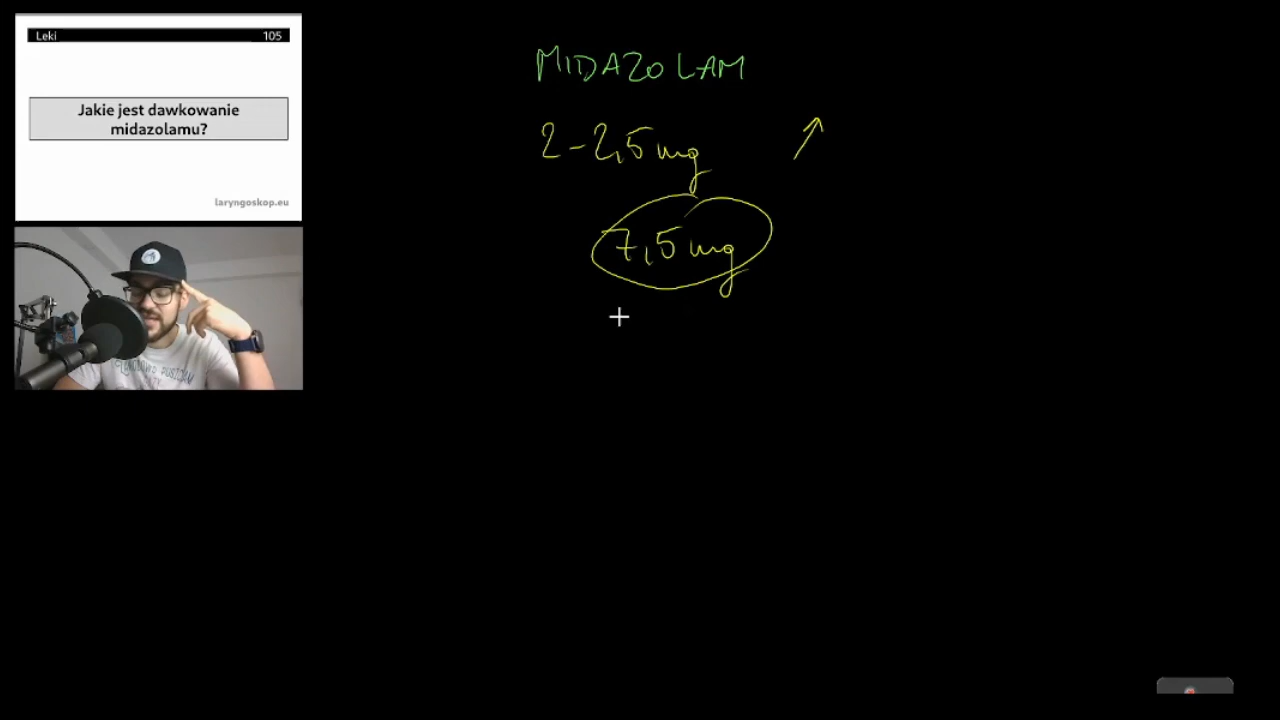 Leki 105
Jakie jest dawkowanie
midazolamu?
laryngoskop.eu
MIDAZOLAM
2-2,5 mg
7,5 mg